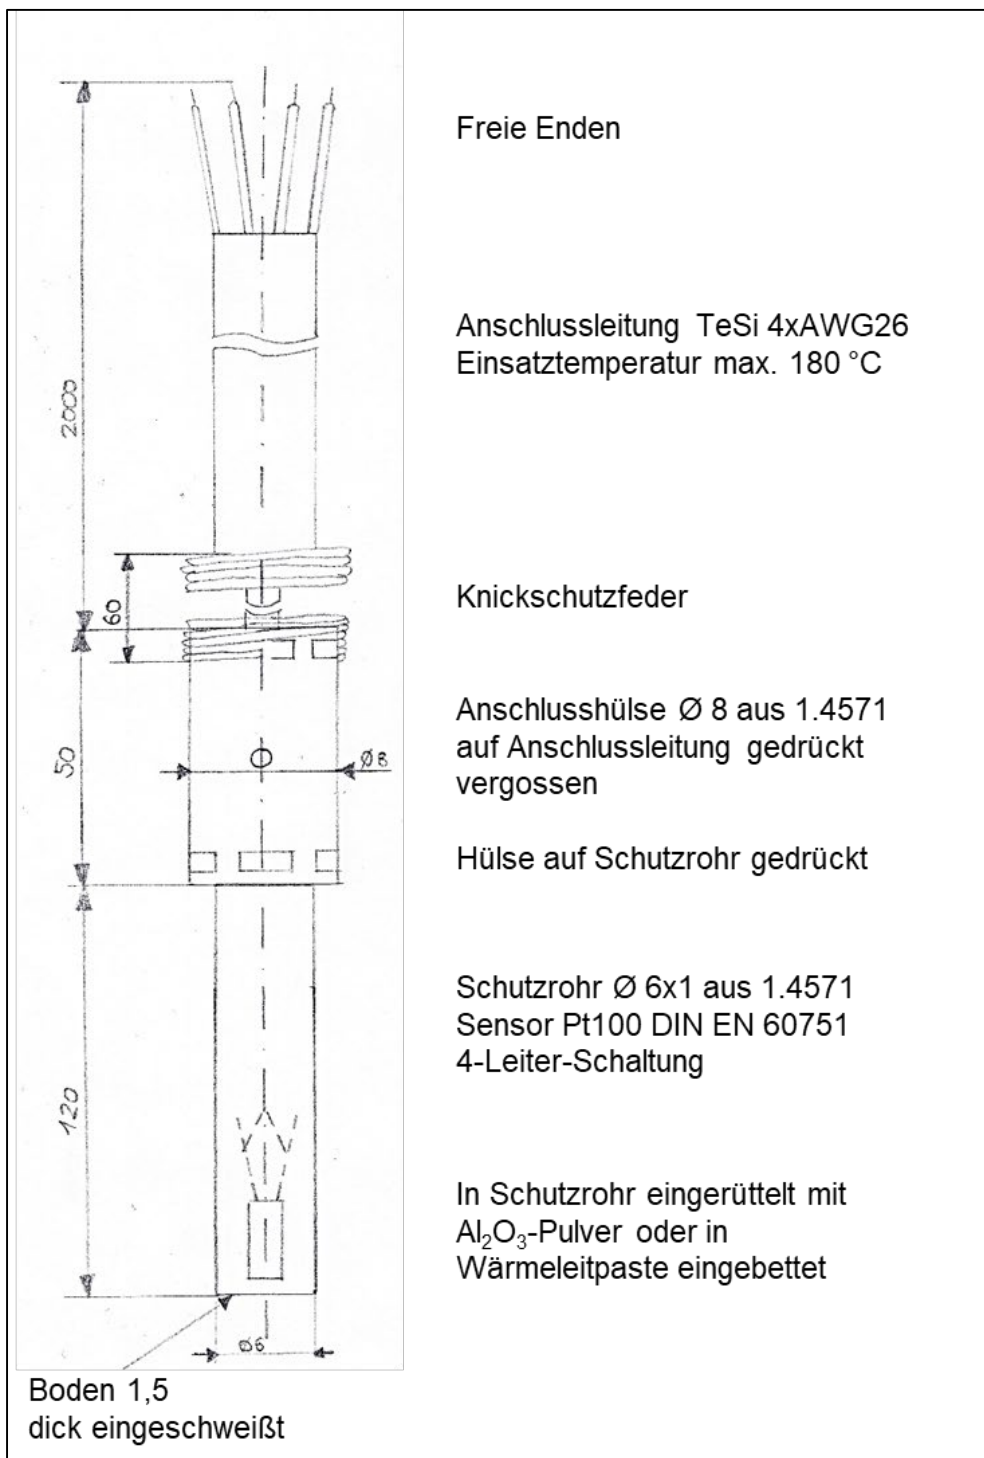 Freie Enden
Anschlussleitung TeSi 4xAWG26
Einsatztemperatur max. 180 °C
2000
60
Knickschutzfeder
50
Ø8
Anschlusshülse Ø 8 aus 1.4571
auf Anschlussleitung gedrückt
vergossen
Hülse auf Schutzrohr gedrückt
120
Schutzrohr Ø 6x1 aus 1.4571
Sensor Pt100 DIN EN 60751
4-Leiter-Schaltung
In Schutzrohr eingerüttelt mit
Al₂O₃-Pulver oder in
Wärmeleitpaste eingebettet
Ø6
Boden 1,5
dick eingeschweißt